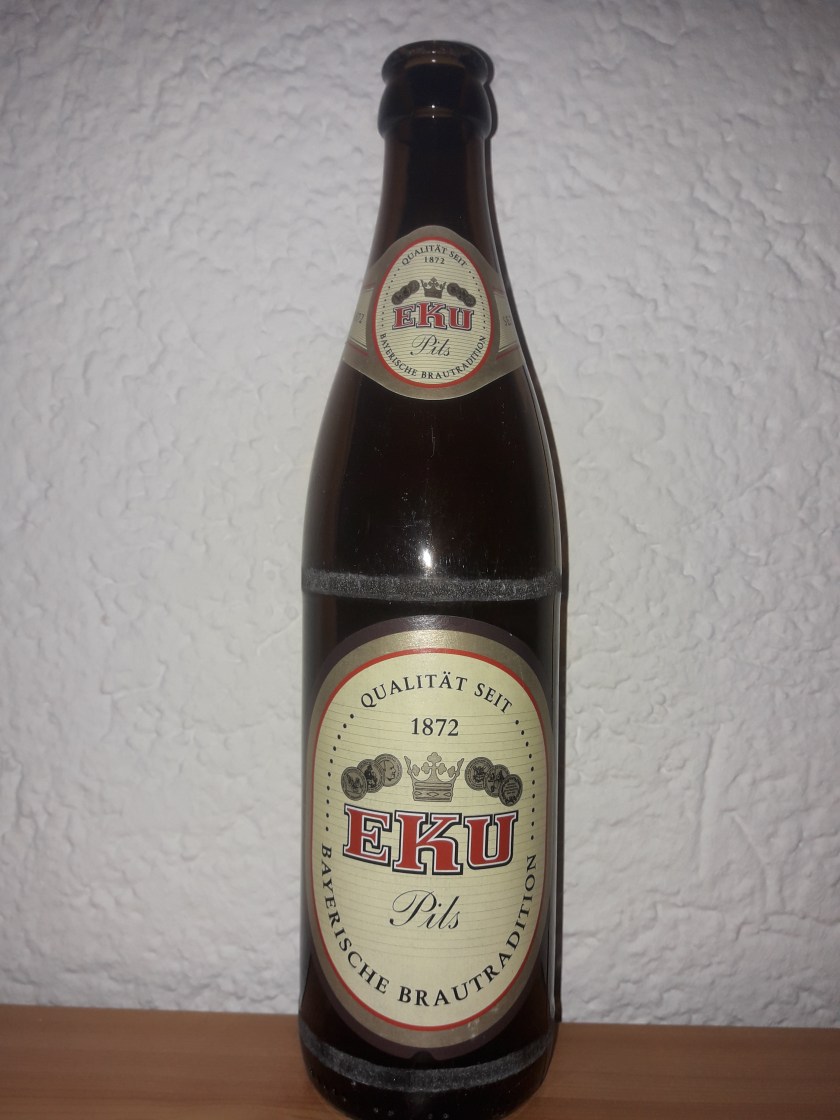 QUALITÄT SEIT
1872
EKU
Pils
BAYERISCHE BRAUTRADITION
QUALITÄT SEIT
1872
EKU
Pils
BAYERISCHE BRAUTRADITION